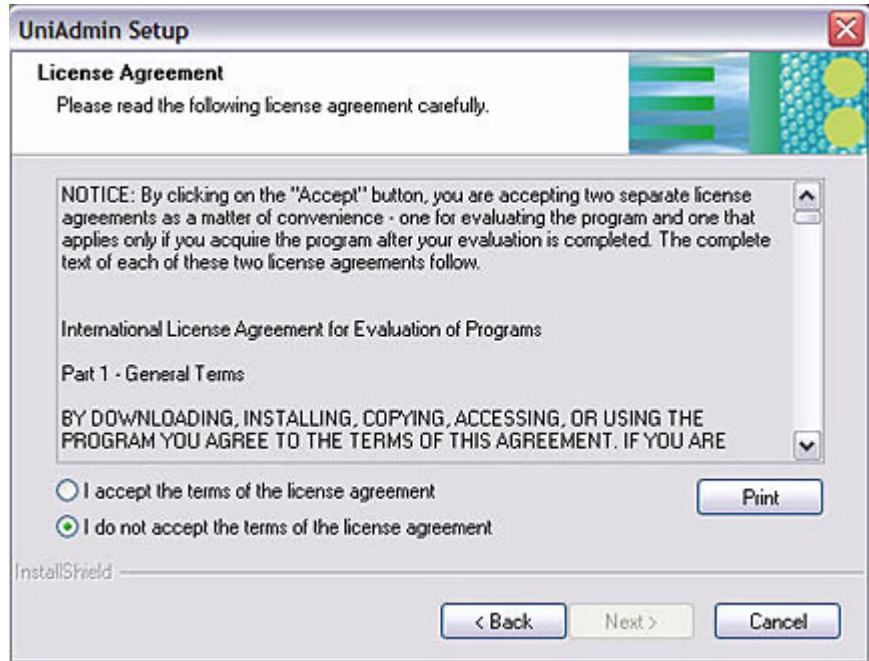 UniAdmin Setup
License Agreement
Please read the following license agreement carefully.
NOTICE: By clicking on the "Accept" button, you are accepting two separate license
agreements as a matter of convenience - one for evaluating the program and one that
applies only if you acquire the program after your evaluation is completed. The complete
text of each of these two license agreements follow.
International License Agreement for Evaluation of Programs
Part 1 - General Terms
BY DOWNLOADING, INSTALLING, COPYING, ACCESSING, OR USING THE
PROGRAM YOU AGREE TO THE TERMS OF THIS AGREEMENT. IF YOU ARE
I accept the terms of the license agreement
Print
I do not accept the terms of the license agreement
InstallShield
< Back
Next >
Cancel